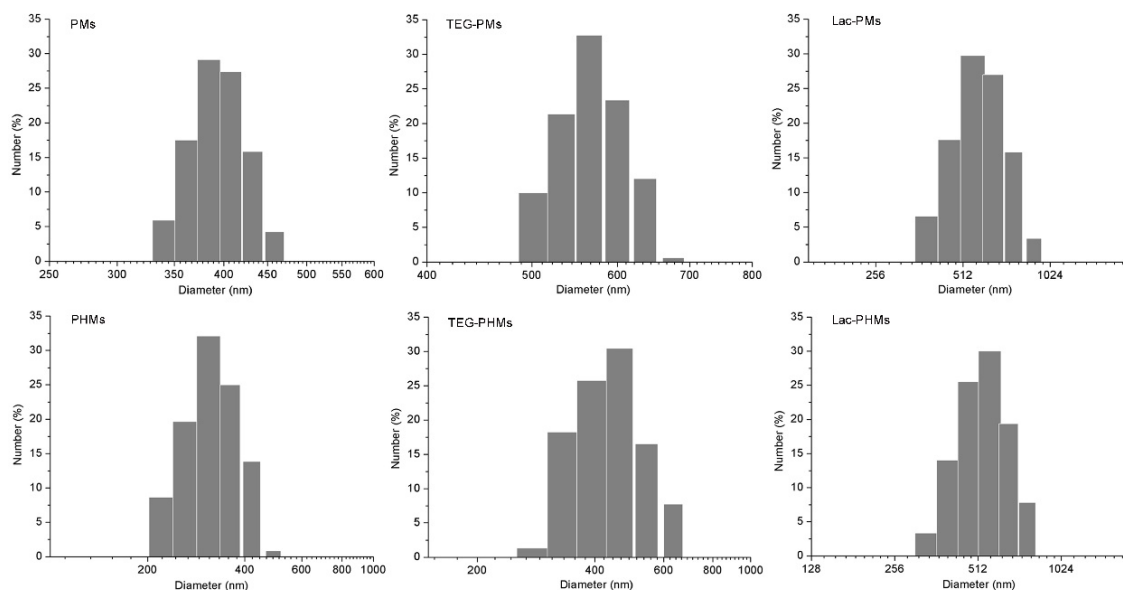 PMs
Number (%)
35
30
25
20
15
10
5
0
250 300 350 400 450 500 550 600
Diameter (nm)
TEG-PMs
Number (%)
35
30
25
20
15
10
5
0
400 500 600 700 800
Diameter (nm)
Lac-PMs
Number (%)
35
30
25
20
15
10
5
0
256 512 1024
Diameter (nm)
PHMs
Number (%)
35
30
25
20
15
10
5
0
200 400 600 800 1000
Diameter (nm)
TEG-PHMs
Number (%)
35
30
25
20
15
10
5
0
200 400 600 800 1000
Diameter (nm)
Lac-PHMs
Number (%)
35
30
25
20
15
10
5
0
128 256 512 1024
Diameter (nm)